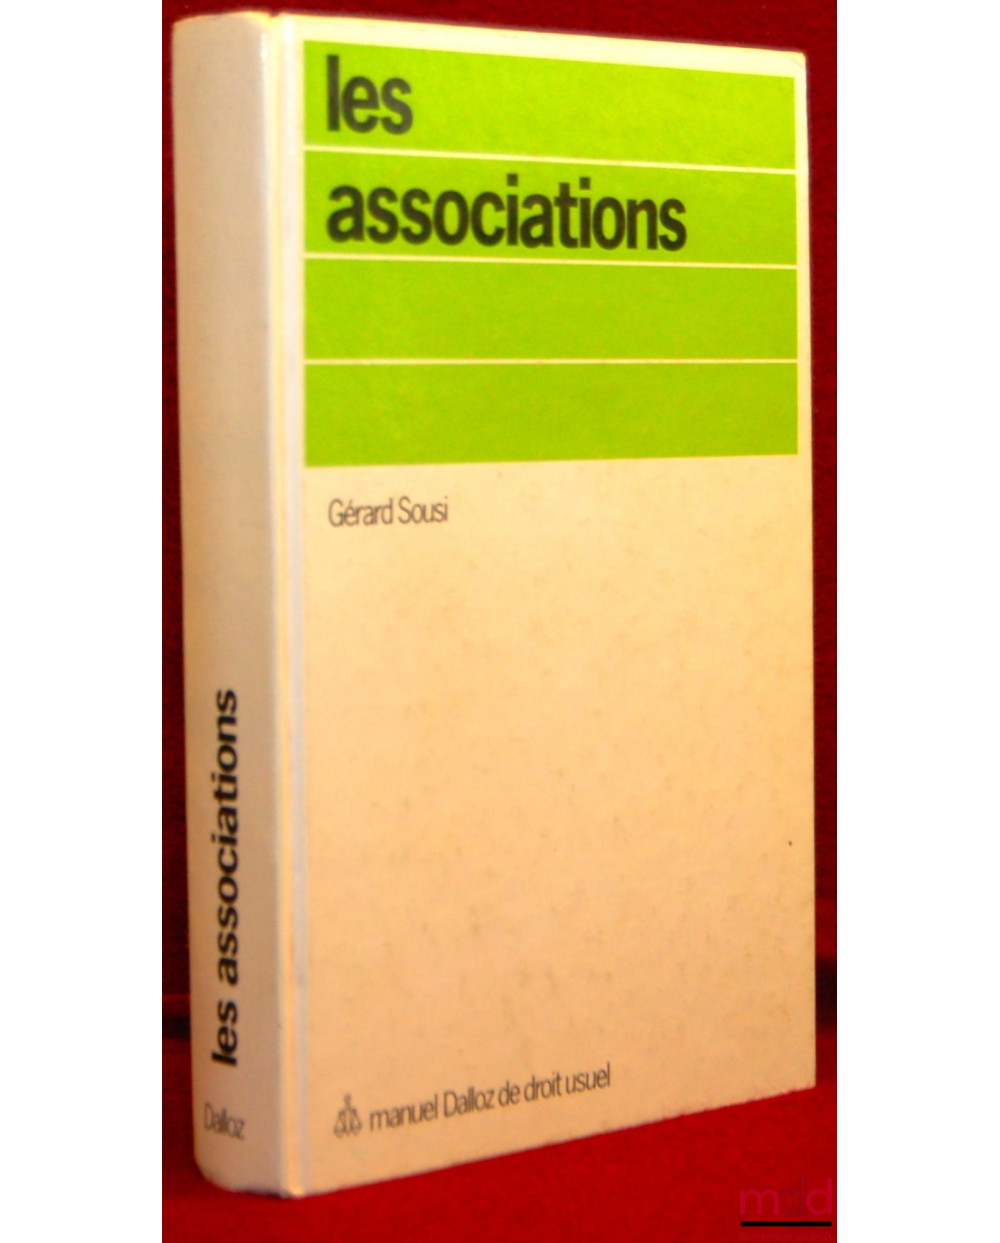 les
associations
Gérard Sousi
manuel Dalloz de droit usuel
les associations
Dalloz
mdd